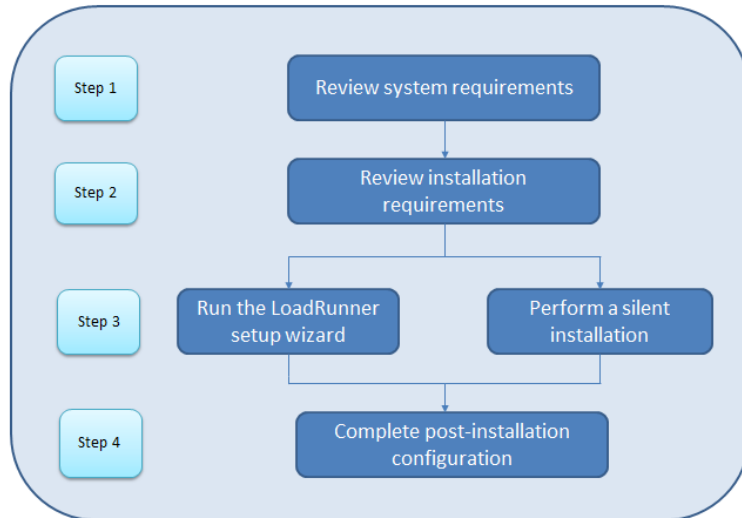 Step 1
Review system requirements
Step 2
Review installation
requirements
Step 3
Run the LoadRunner
setup wizard
Perform a silent
installation
Step 4
Complete post-installation
configuration